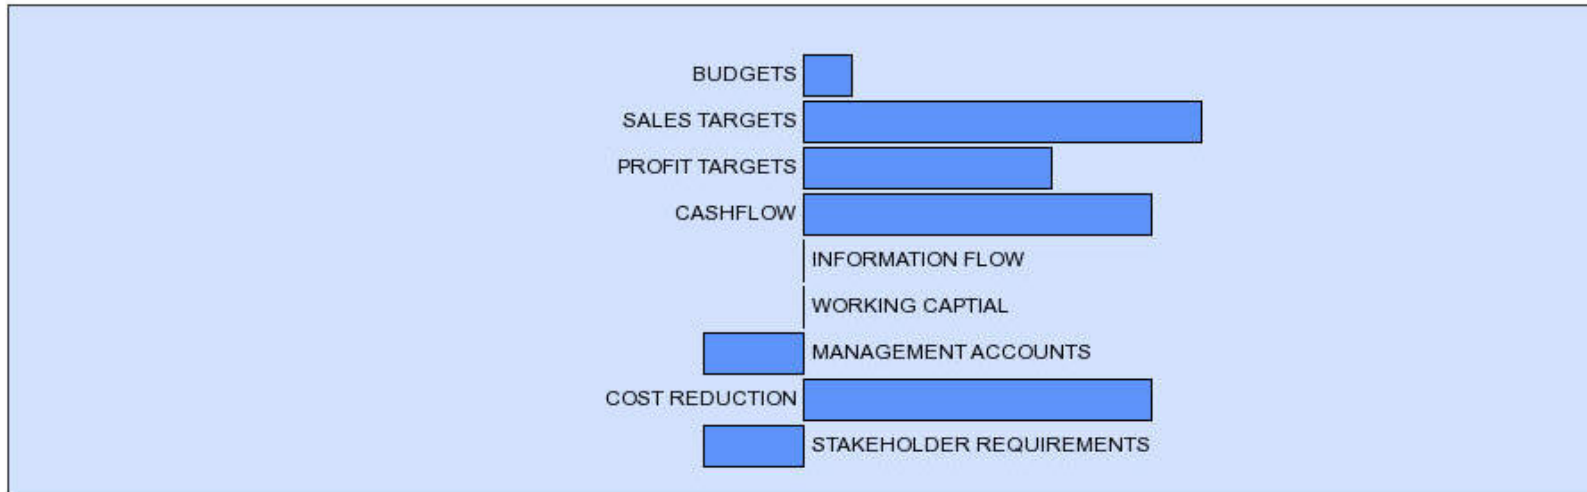 BUDGETS
SALES TARGETS
PROFIT TARGETS
CASHFLOW
INFORMATION FLOW
WORKING CAPTIAL
MANAGEMENT ACCOUNTS
COST REDUCTION
STAKEHOLDER REQUIREMENTS